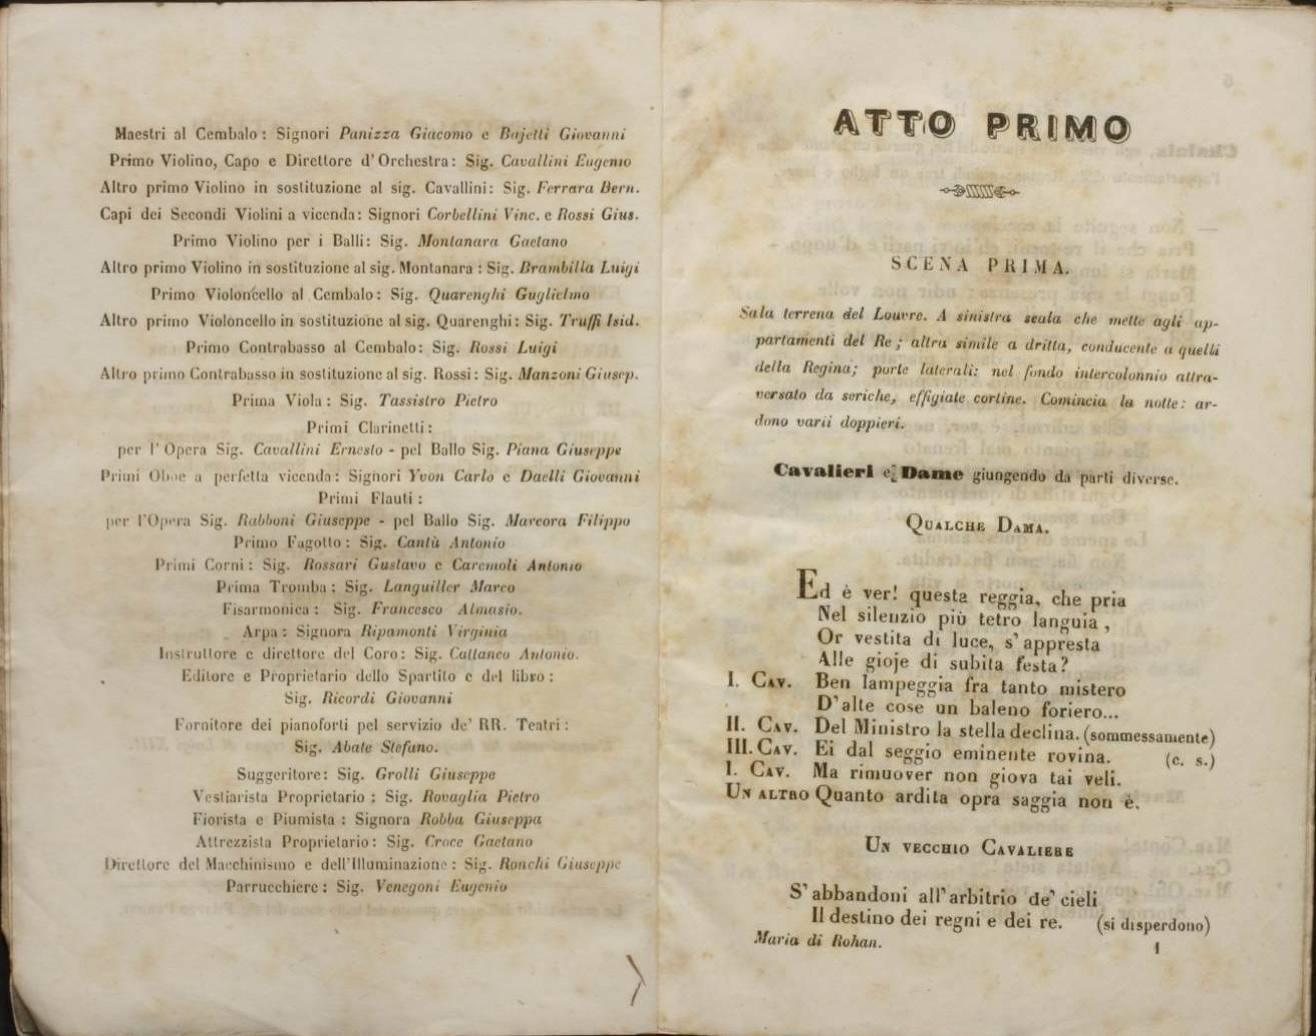 Maestri al Cembalo: Signori Panizza Giacomo e Bajetti Giovanni
Primo Violino, Capo e Direttore d'Orchestra: Sig. Cavallini Eugenio
Altro primo Violino in sostituzione al sig. Cavallini: Sig. Ferrara Bern.
Capi dei Secondi Violini a vicenda: Signori Corbellini Vinc. e Rossi Gius.
Primo Violino per i Balli: Sig. Montanara Gaetano
Altro primo Violino in sostituzione al sig. Montanara: Sig. Brambilla Luigi
Primo Violoncello al Cembalo: Sig. Quarenghi Guglielmo
Altro primo Violoncello in sostituzione al sig. Quarenghi: Sig. Truffi Isid.
Primo Contrabasso al Cembalo: Sig. Rossi Luigi
Altro primo Contrabasso in sostituzione al sig. Rossi: Sig. Manzoni Giusep.
Prima Viola: Sig. Tassistro Pietro
Primi Clarinetti:
per l'Opera Sig. Cavallini Ernesto - pel Ballo Sig. Piana Giuseppe
Primi Oboe a perfetta vicenda: Signori Yvon Carlo e Daelli Giovanni
Primi Flauti:
per l'Opera Sig. Rabboni Giuseppe - pel Ballo Sig. Marcora Filippo
Primo Fagotto: Sig. Cantù Antonio
Primi Corni: Sig. Rossari Gustavo e Caremoli Antonio
Prima Tromba: Sig. Languiller Marco
Fisarmonica: Sig. Francesco Almasio.
Arpa: Signora Ripamonti Virginia
Instruttore e direttore del Coro: Sig. Cattaneo Antonio.
Editore e Proprietario dello Spartito e del libro:
Sig. Ricordi Giovanni
Fornitore dei pianoforti pel servizio de' RR. Teatri:
Sig. Abate Stefano.
Suggeritore: Sig. Grolli Giuseppe
Vestiarista Proprietario: Sig. Rovaglia Pietro
Fiorista e Piumista: Signora Robba Giuseppa
Attrezzista Proprietario: Sig. Croce Gaetano
Direttore del Macchinismo e dell'Illuminazione: Sig. Ronchi Giuseppe
Parrucchiere: Sig. Venegoni Eugenio
ATTO PRIMO
SCENA PRIMA.
Sala terrena del Louvre. A sinistra scala che mette agli ap-
partamenti del Re; altra simile a dritta, conducente a quelli
della Regina; porte laterali: nel fondo intercolonnio attra-
versato da seriche, effigiate cortine. Comincia la notte: ar-
dono varii doppieri.
Cavalieri e Dame giungendo da parti diverse.
QUALCHE DAMA.
Ed è ver! questa reggia, che pria
Nel silenzio più tetro languia,
Or vestita di luce, s'appresta
Alle gioje di subita festa?
I. CAV. Ben lampeggia fra tanto mistero
D'alte cose un baleno foriero...
II. CAV. Del Ministro la stella declina. (sommessamente)
III. CAV. Ei dal seggio eminente rovina. (c. s.)
I. CAV. Ma rimuover non giova tai veli.
UN ALTRO Quanto ardita opra saggia non è.
UN VECCHIO CAVALIERE
S'abbandoni all'arbitrio de' cieli
Il destino dei regni e dei re. (si disperdono)
Maria di Rohan. 1